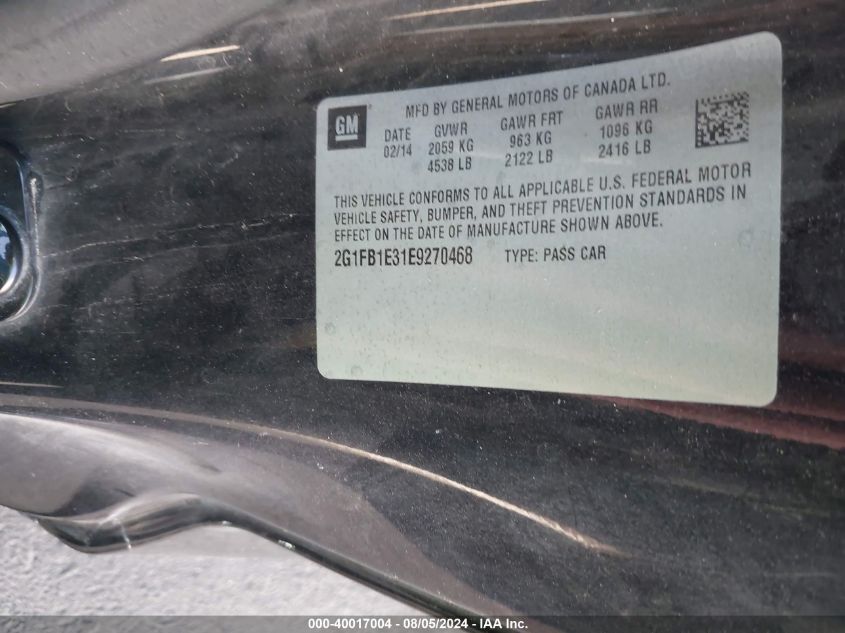 MFD BY GENERAL MOTORS OF CANADA LTD.
GM
DATE GVWR GAWR FRT GAWR RR
02/14 2059 KG 963 KG 1096 KG
4538 LB 2122 LB 2416 LB
THIS VEHICLE CONFORMS TO ALL APPLICABLE U.S. FEDERAL MOTOR
VEHICLE SAFETY, BUMPER, AND THEFT PREVENTION STANDARDS IN
EFFECT ON THE DATE OF MANUFACTURE SHOWN ABOVE.
2G1FB1E31E9270468 TYPE: PASS CAR
000-40017004 - 08/05/2024 - IAA Inc.